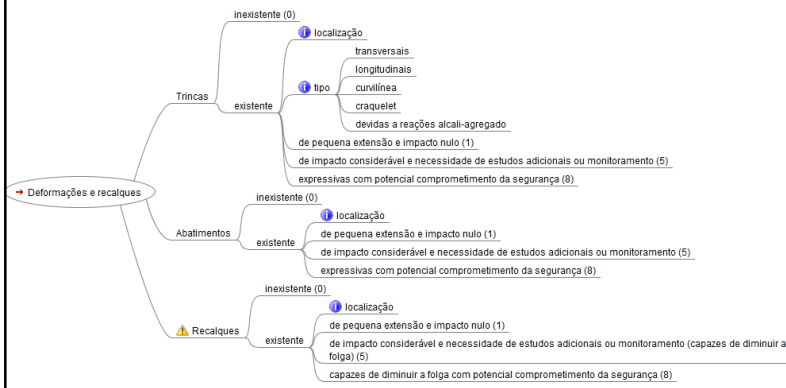 Deformações e recalques
Trincas
inexistente (0)
existente
localização
tipo
transversais
longitudinais
curvilínea
craquelet
devidas a reações alcali-agregado
de pequena extensão e impacto nulo (1)
de impacto considerável e necessidade de estudos adicionais ou monitoramento (5)
expressivas com potencial comprometimento da segurança (8)
Abatimentos
inexistente (0)
existente
localização
de pequena extensão e impacto nulo (1)
de impacto considerável e necessidade de estudos adicionais ou monitoramento (5)
expressivas com potencial comprometimento da segurança (8)
Recalques
inexistente (0)
existente
localização
de pequena extensão e impacto nulo (1)
de impacto considerável e necessidade de estudos adicionais ou monitoramento (capazes de diminuir a
folga) (5)
capazes de diminuir a folga com potencial comprometimento da segurança (8)